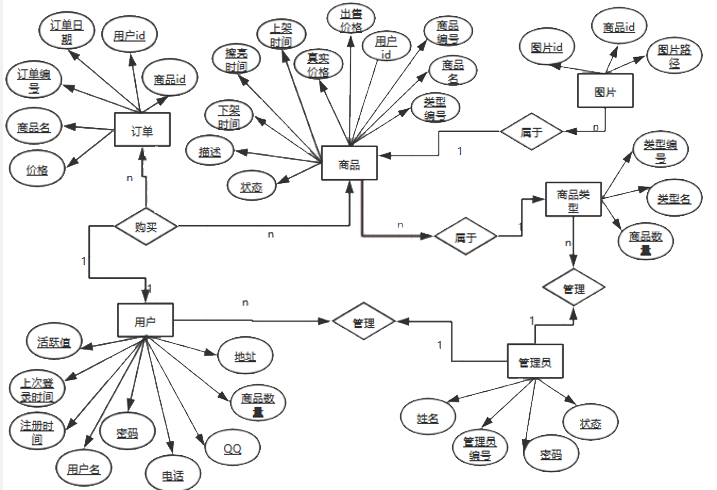 订单日
期
用户id
订单编
号
商品id
商品名
价格
订单
擦亮
时间
上架
时间
真实
价格
出售
价格
用户
id
商品
编号
商品
名
类型
编号
下架
时间
描述
状态
商品
图片id
商品id
图片路
径
图片
属于
n
1
n
购买
n
1
1
n
属于
1
商品类
型
类型编
号
类型名
商品数
量
n
管理
1
用户
n
管理
1
管理员
活跃值
上次登
录时间
注册时
间
用户名
密码
电话
QQ
商品数
量
地址
姓名
管理员
编号
密码
状态